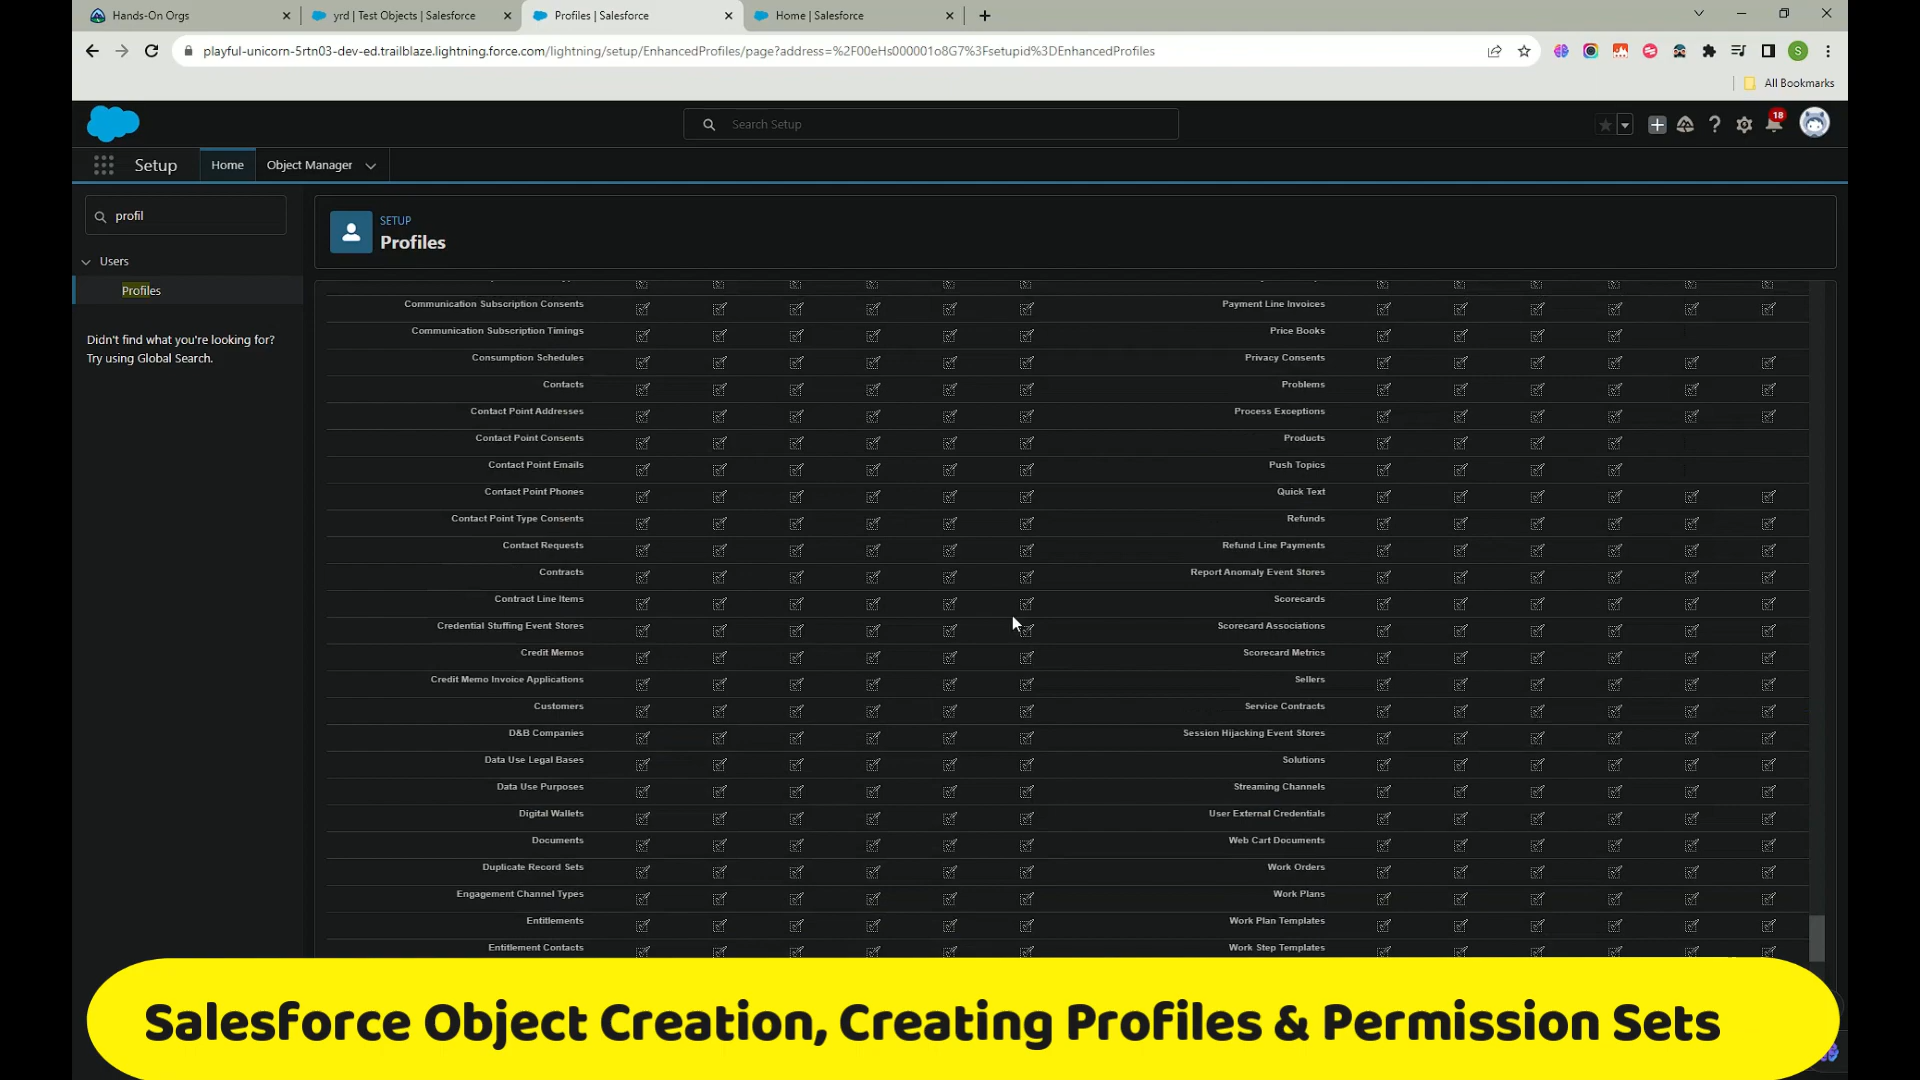 Hands-On Orgs
yrd | Test Objects | Salesforce
Profiles | Salesforce
Home | Salesforce
playful-unicorn-5rtn03-dev-ed.trailblaze.lightning.force.com/lightning/setup/EnhancedProfiles/page?address=%2F00eHs000001o8G7%3Fsetupid%3DEnhancedProfiles
S
All Bookmarks
Search Setup
18
Setup
Home
Object Manager
profil
Users
Profiles
Didn't find what you're looking for?
Try using Global Search.
SETUP
Profiles
Communication Subscription Consents
Communication Subscription Timings
Consumption Schedules
Contacts
Contact Point Addresses
Contact Point Consents
Contact Point Emails
Contact Point Phones
Contact Point Type Consents
Contact Requests
Contracts
Contract Line Items
Credential Stuffing Event Stores
Credit Memos
Credit Memo Invoice Applications
Customers
D&B Companies
Data Use Legal Bases
Data Use Purposes
Digital Wallets
Documents
Duplicate Record Sets
Engagement Channel Types
Entitlements
Entitlement Contacts
Payment Line Invoices
Price Books
Privacy Consents
Problems
Process Exceptions
Products
Push Topics
Quick Text
Refunds
Refund Line Payments
Report Anomaly Event Stores
Scorecards
Scorecard Associations
Scorecard Metrics
Sellers
Service Contracts
Session Hijacking Event Stores
Solutions
Streaming Channels
User External Credentials
Web Cart Documents
Work Orders
Work Plans
Work Plan Templates
Work Step Templates
Salesforce Object Creation, Creating Profiles & Permission Sets